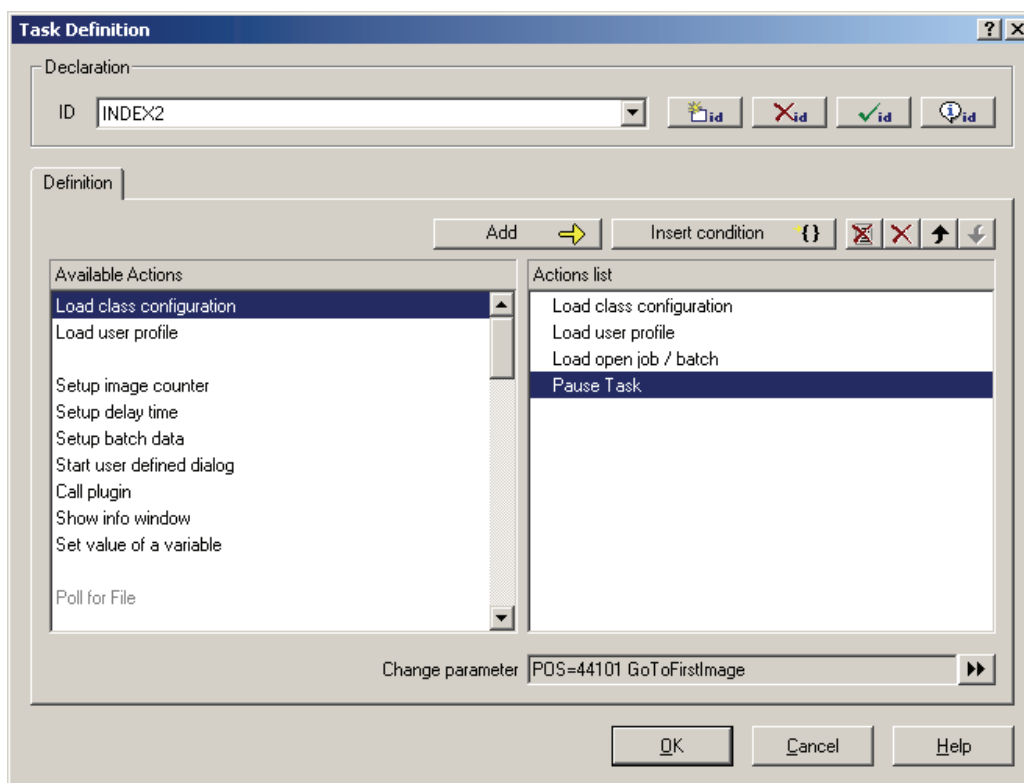 Task Definition
Declaration
ID INDEX2 id id id id
Definition
Add Insert condition {}
Available Actions
Load class configuration
Load user profile
Setup image counter
Setup delay time
Setup batch data
Start user defined dialog
Call plugin
Show info window
Set value of a variable
Poll for File
Actions list
Load class configuration
Load user profile
Load open job / batch
Pause Task
Change parameter POS=44101 GoToFirstImage
OK Cancel Help